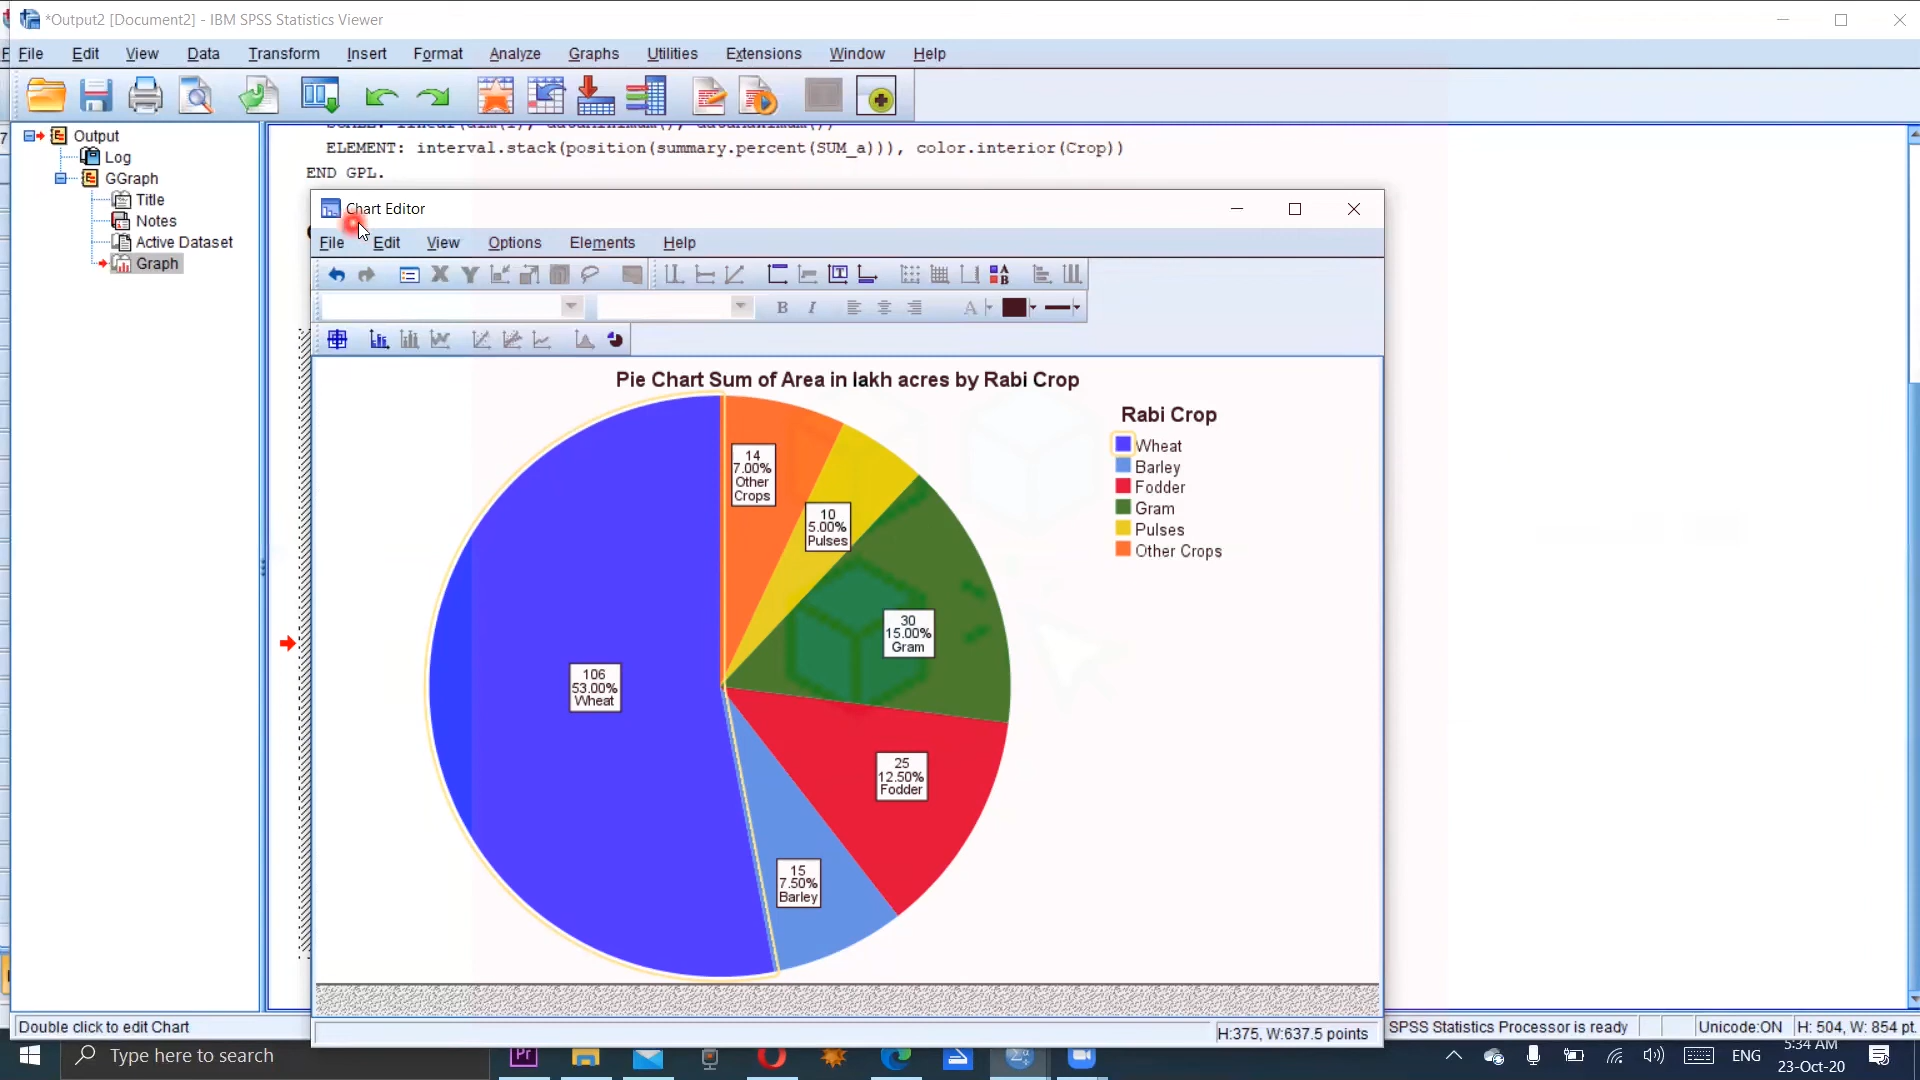 *Output2 [Document2] - IBM SPSS Statistics Viewer
File Edit View Data Transform Insert Format Analyze Graphs Utilities Extensions Window Help
Output
Log
GGraph
Title
Notes
Active Dataset
Graph
ELEMENT: interval.stack(position(summary.percent(SUM_a))), color.interior(Crop))
END GPL.
Chart Editor
File Edit View Options Elements Help
Pie Chart Sum of Area in lakh acres by Rabi Crop
Rabi Crop
Wheat
Barley
Fodder
Gram
Pulses
Other Crops
14
7.00%
Other
Crops
10
5.00%
Pulses
30
15.00%
Gram
106
53.00%
Wheat
25
12.50%
Fodder
15
7.50%
Barley
H:375, W:637.5 points
Double click to edit Chart
SPSS Statistics Processor is ready
Unicode:ON
H: 504, W: 854 pt.
Type here to search
Pr
ENG
5:34 AM
23-Oct-20